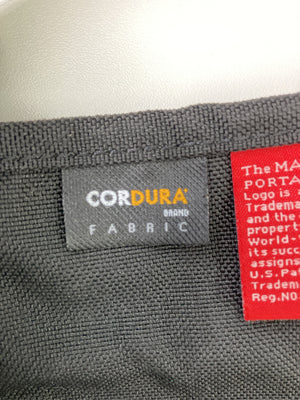 CORDURA®
BRAND
FABRIC
The MA
PORTA
Logo is
Tradema
and the
property
World-
its succ
assigns
U.S. Pat
Tradem
Reg.NO